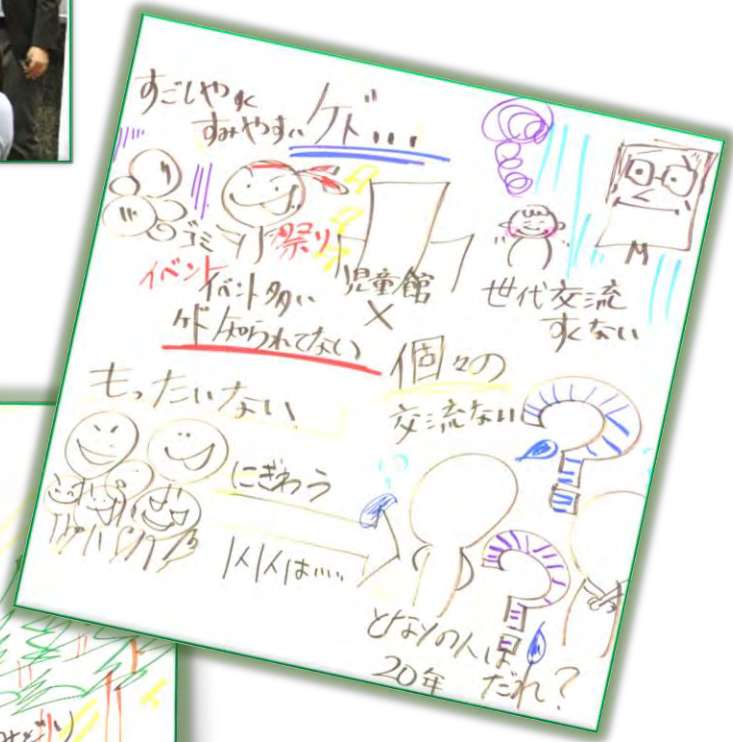 すごしやすく
すみやすい ケド...
ゴミ
祭り
イベント
イベント多い
ケド知られてない
児童館
×
世代交流
すくない
もったいない
個々の
交流ない
にぎわう
1人1人は....
となりの人は
20年 だれ?